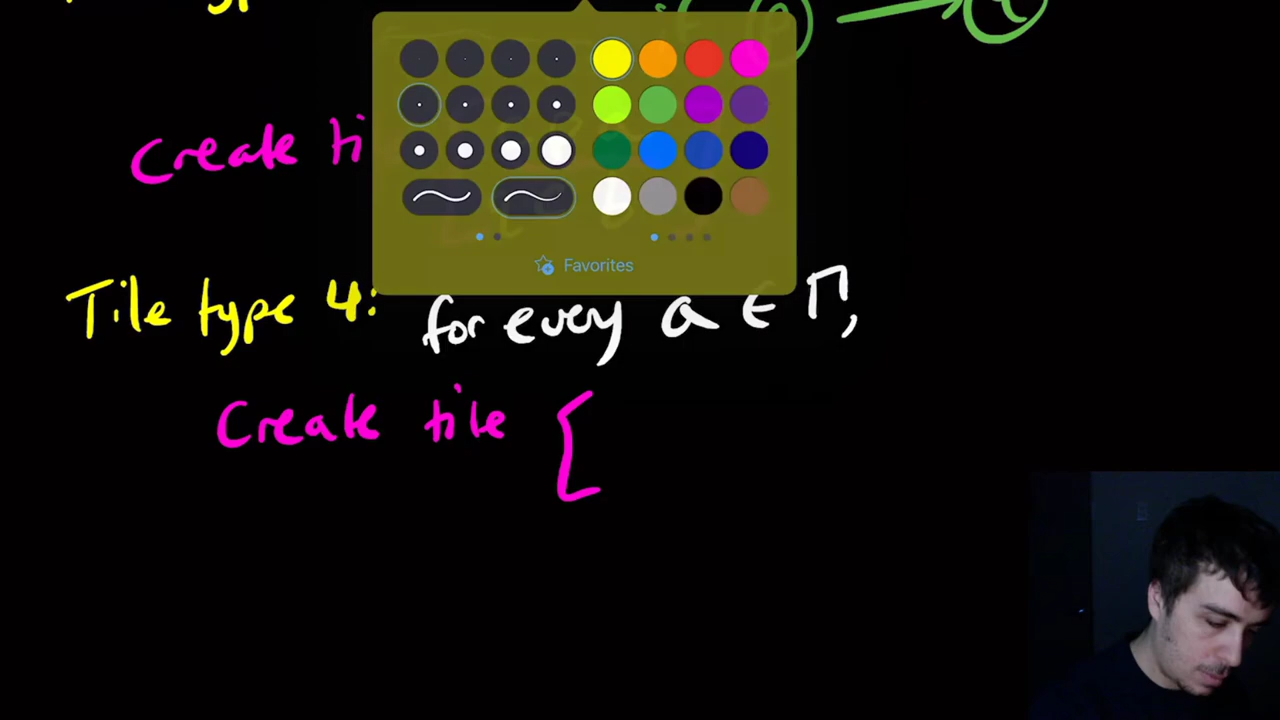 Create ti
Favorites
Tile type 4: for every a ∈ Γ,
Create tile [